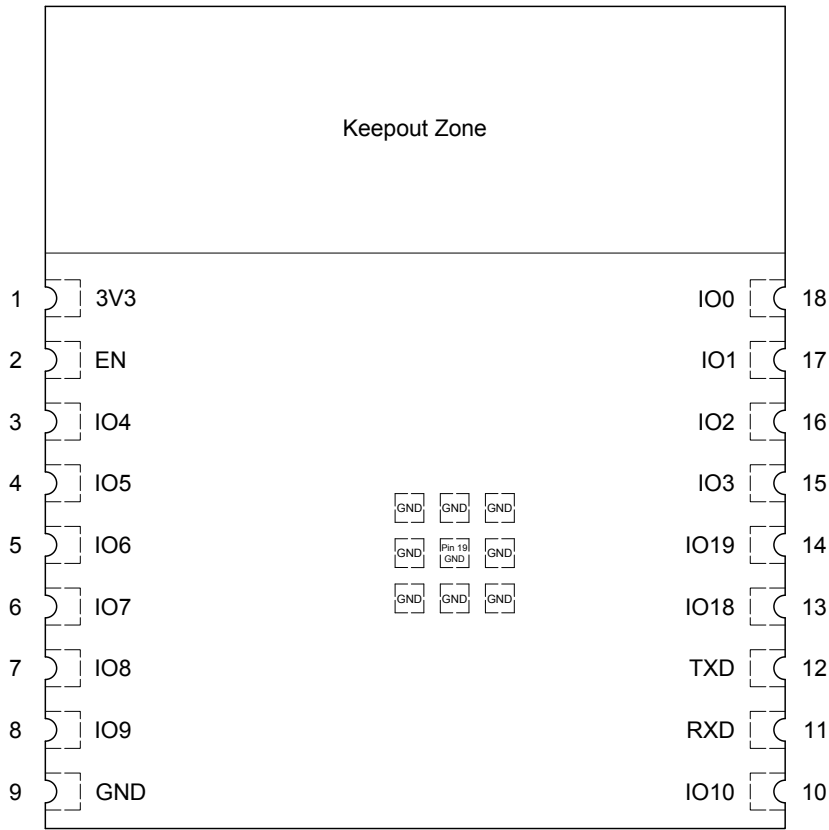 Keepout Zone
1 3V3 IO0 18
2 EN IO1 17
3 IO4 IO2 16
4 IO5 IO3 15
GND GND GND
5 IO6 IO19 14
GND Pin 19 GND GND
6 IO7 IO18 13
GND GND GND
7 IO8 TXD 12
8 IO9 RXD 11
9 GND IO10 10